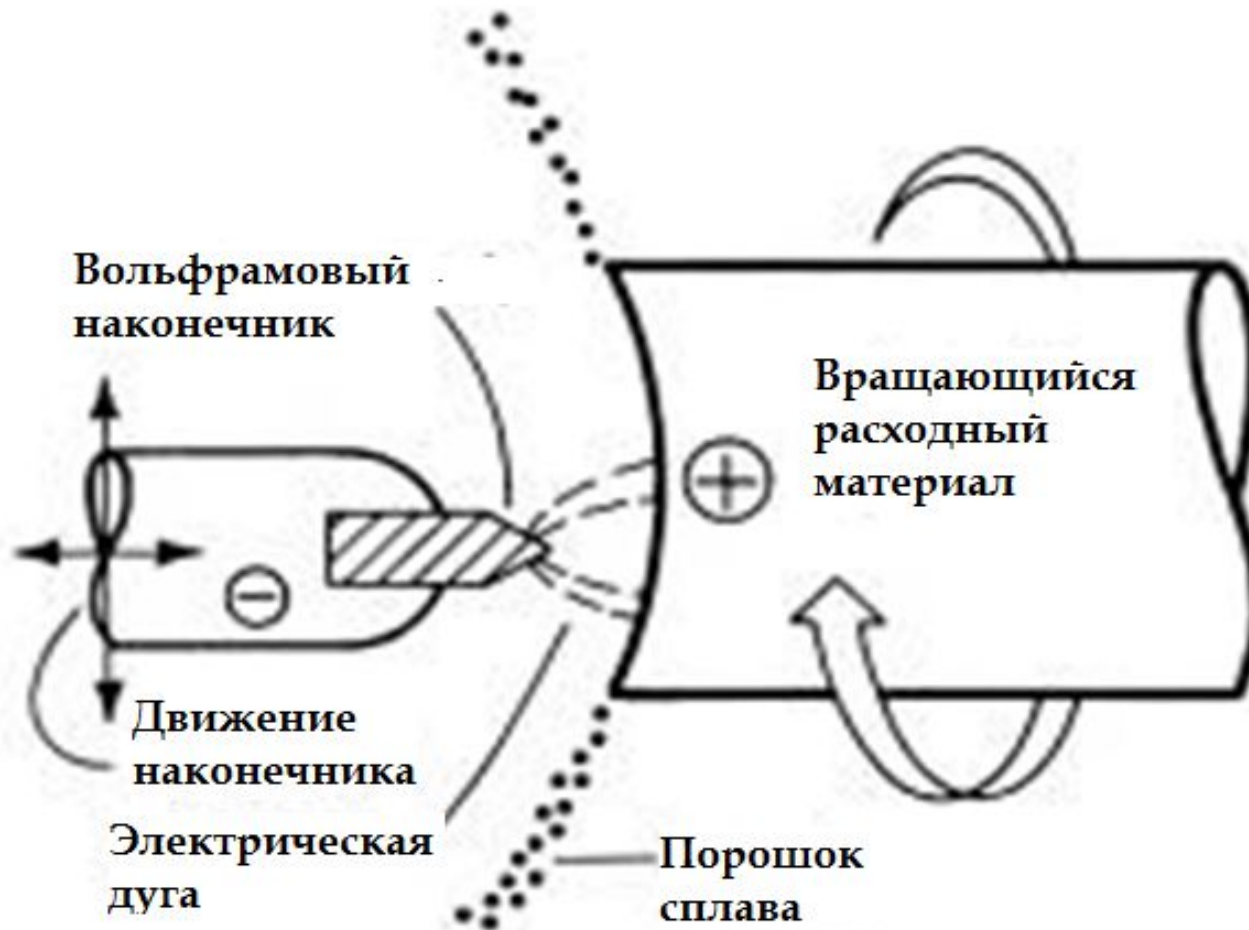 Вольфрамовый
наконечник
Вращающийся
расходный
материал
Движение
наконечника
Электрическая
дуга
Порошок
сплава